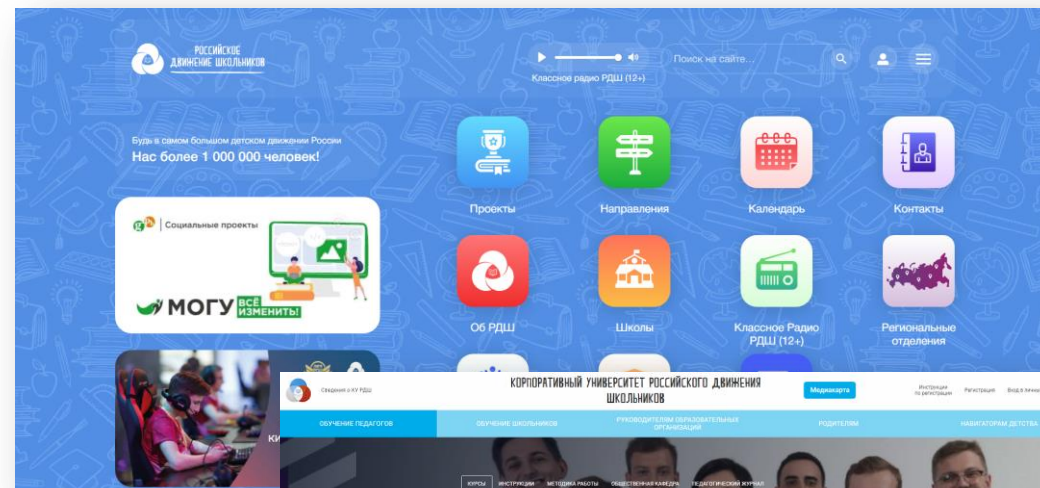 РОССИЙСКОЕ
ДВИЖЕНИЕ ШКОЛЬНИКОВ
Классное радио РДШ (12+)
Поиск на сайте...
Будь в самом большом детском движении России
Нас более 1 000 000 человек!
Социальные проекты
МОГУ ВСЁ
ИЗМЕНИТЬ!
Проекты
Направления
Календарь
Контакты
Об РДШ
Школы
Классное Радио
РДШ (12+)
Региональные
отделения
КИ
Сведения о КУ РДШ
КОРПОРАТИВНЫЙ УНИВЕРСИТЕТ РОССИЙСКОГО ДВИЖЕНИЯ
ШКОЛЬНИКОВ
Медиакарта
Инструкция
по регистрации
Регистрация
Вход в личн
ОБУЧЕНИЕ ПЕДАГОГОВ
ОБУЧЕНИЕ ШКОЛЬНИКОВ
РУКОВОДИТЕЛЯМ ОБРАЗОВАТЕЛЬНЫХ
ОРГАНИЗАЦИЙ
РОДИТЕЛЯМ
НАВИГАТОРАМ ДЕТСТВА
КУРСЫ
ИНСТРУКЦИИ
МЕТОДИКА РАБОТЫ
ОБЩЕСТВЕННАЯ КАФЕДРА
ПЕДАГОГИЧЕСКИЙ ЖУРНАЛ